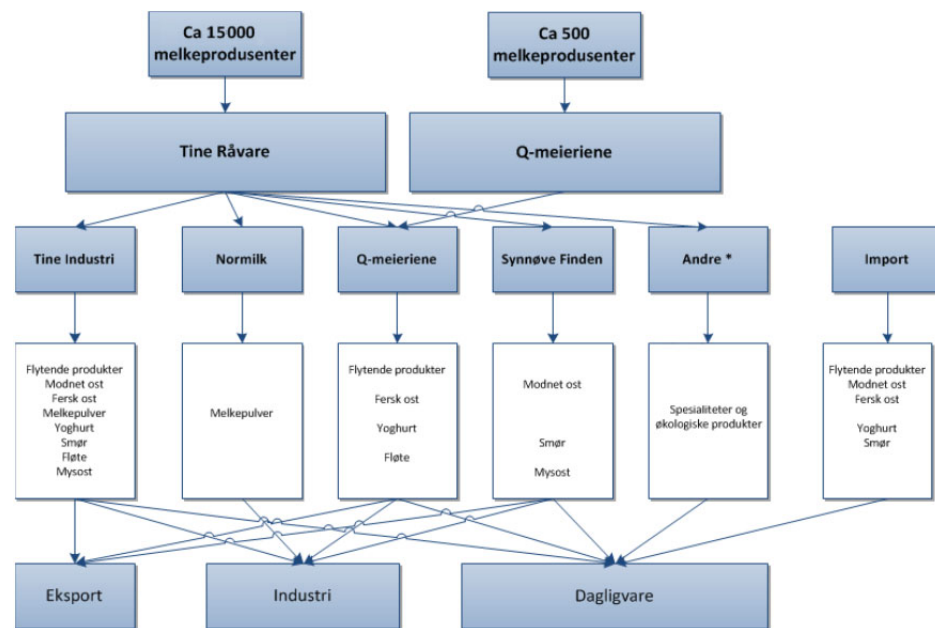 Ca 15000
melkeprodusenter
Ca 500
melkeprodusenter
Tine Råvare
Q-meieriene
Tine Industri
Normilk
Q-meieriene
Synnøve Finden
Andre *
Import
Flytende produkter
Modnet ost
Fersk ost
Melkepulver
Yoghurt
Smør
Fløte
Mysost
Melkepulver
Flytende produkter
Fersk ost
Yoghurt
Fløte
Modnet ost
Smør
Mysost
Spesialiteter og
økologiske produkter
Flytende produkter
Modnet ost
Fersk ost
Yoghurt
Smør
Eksport
Industri
Dagligvare